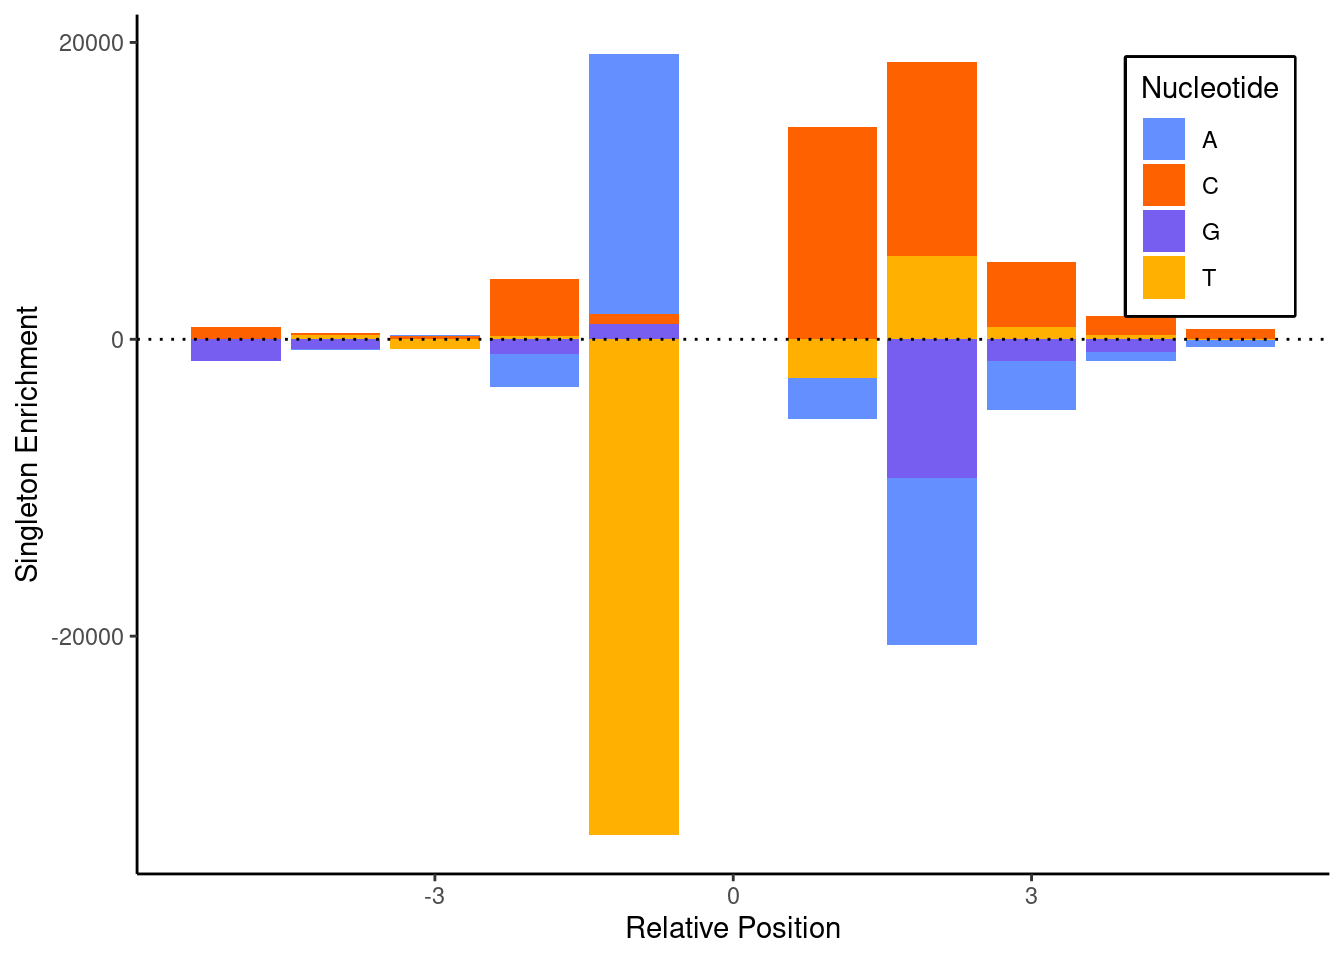 20000
0
-20000
Singleton Enrichment
Nucleotide
A
C
G
T
-3
0
3
Relative Position